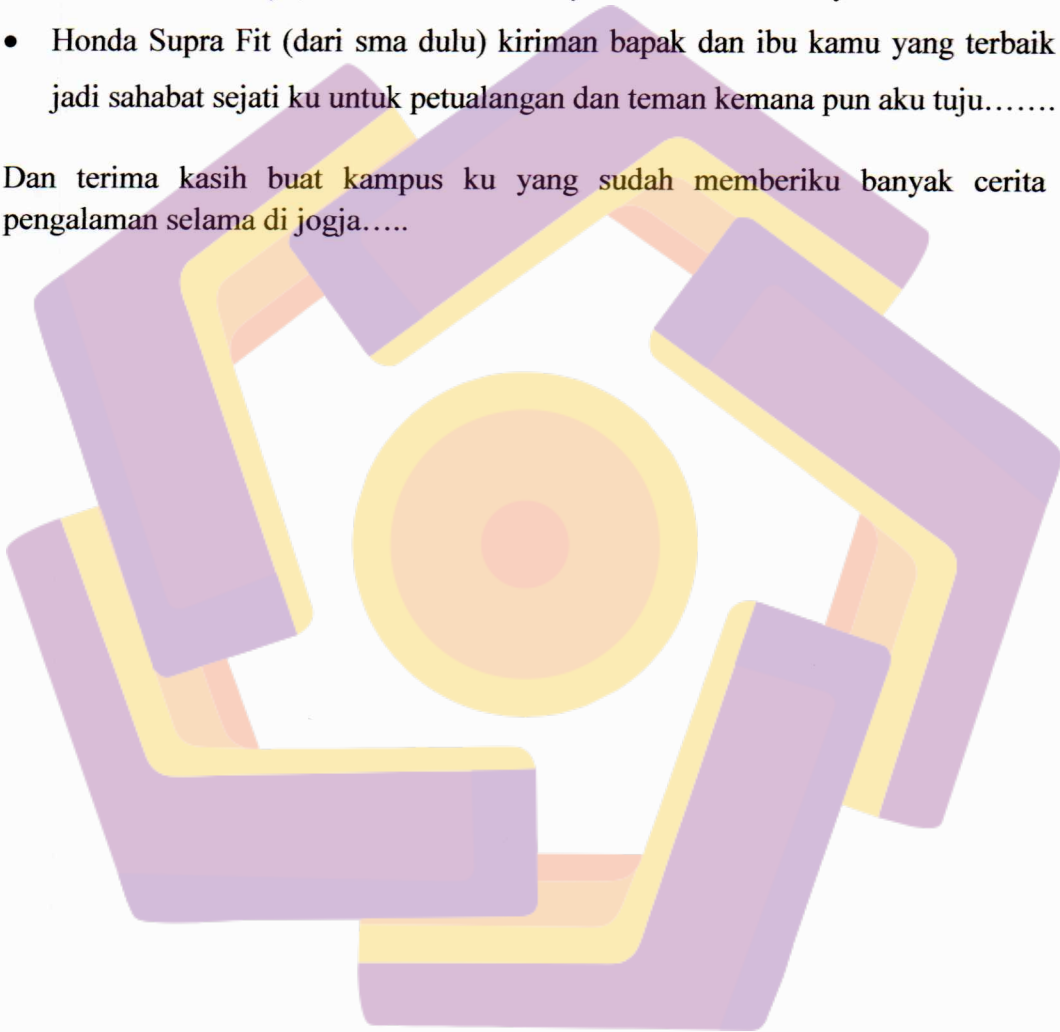 • Honda Supra Fit (dari sma dulu) kiriman bapak dan ibu kamu yang terbaik
jadi sahabat sejati ku untuk petualangan dan teman kemana pun aku tuju…….
Dan terima kasih buat kampus ku yang sudah memberiku banyak cerita
pengalaman selama di jogja…..